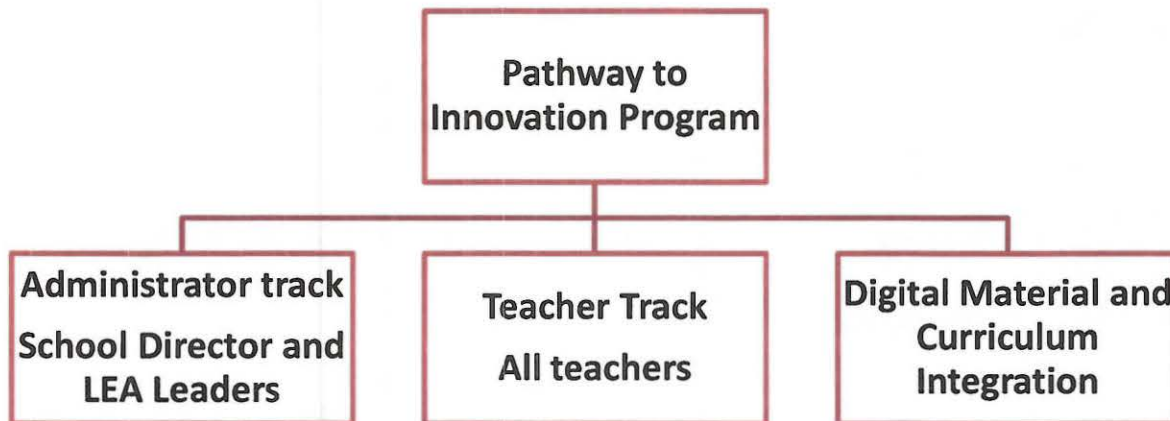 Pathway to
Innovation Program
Administrator track
School Director and
LEA Leaders
Teacher Track
All teachers
Digital Material and
Curriculum
Integration